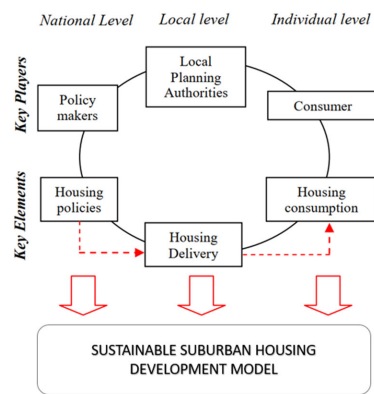 National Level Local level Individual level
Key Players
Local
Planning
Authorities
Policy
makers
Consumer
Key Elements
Housing
policies
Housing
consumption
Housing
Delivery
SUSTAINABLE SUBURBAN HOUSING
DEVELOPMENT MODEL